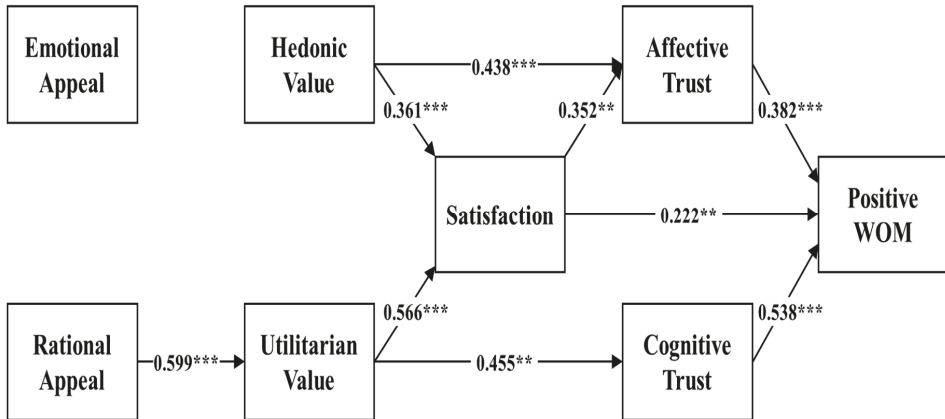 Emotional
Appeal
Hedonic
Value
0.438***
Affective
Trust
0.361***
0.352**
0.382***
Satisfaction
0.222**
Positive
WOM
0.566***
0.538***
Rational
Appeal
0.599***
Utilitarian
Value
0.455**
Cognitive
Trust